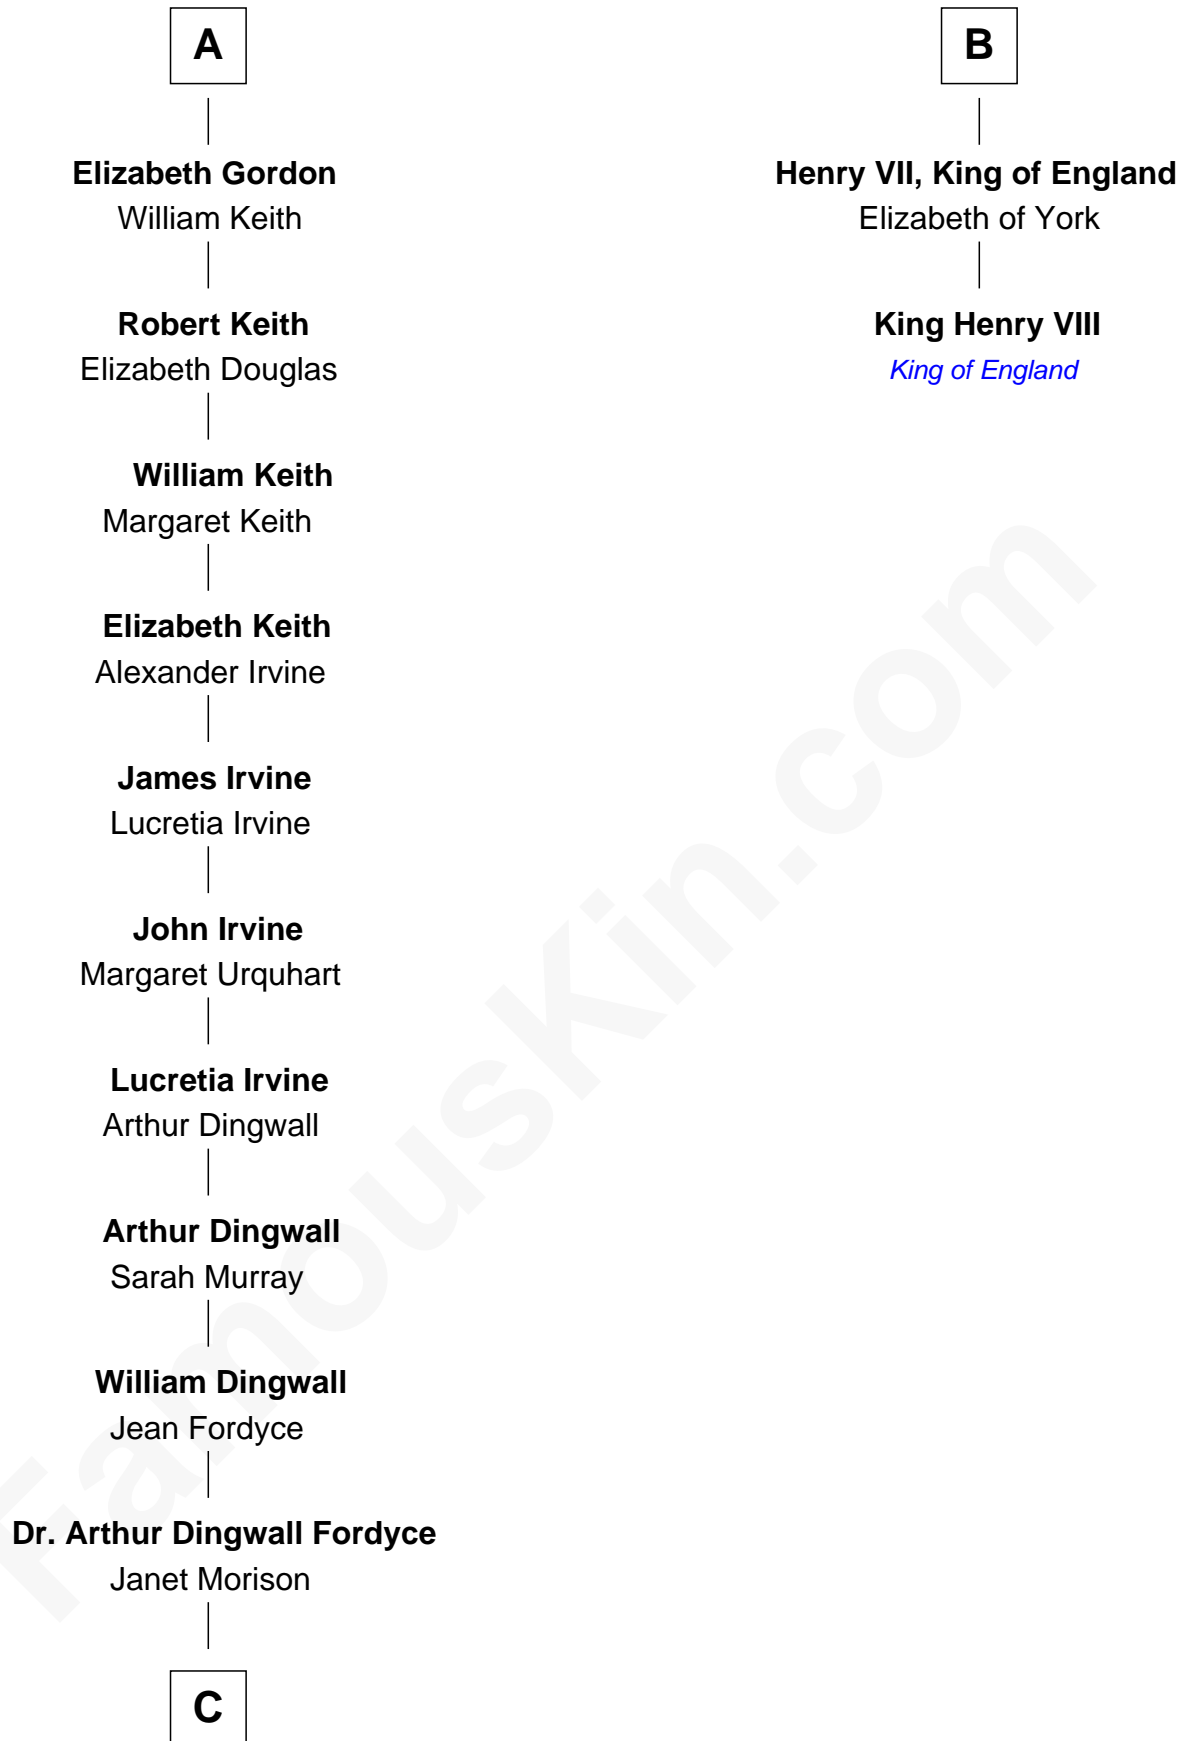 A
Elizabeth Gordon
William Keith
Robert Keith
Elizabeth Douglas
William Keith
Margaret Keith
Elizabeth Keith
Alexander Irvine
James Irvine
Lucretia Irvine
John Irvine
Margaret Urquhart
Lucretia Irvine
Arthur Dingwall
Arthur Dingwall
Sarah Murray
William Dingwall
Jean Fordyce
Dr. Arthur Dingwall Fordyce
Janet Morison
C
B
Henry VII, King of England
Elizabeth of York
King Henry VIII
King of England
FamousKin.com